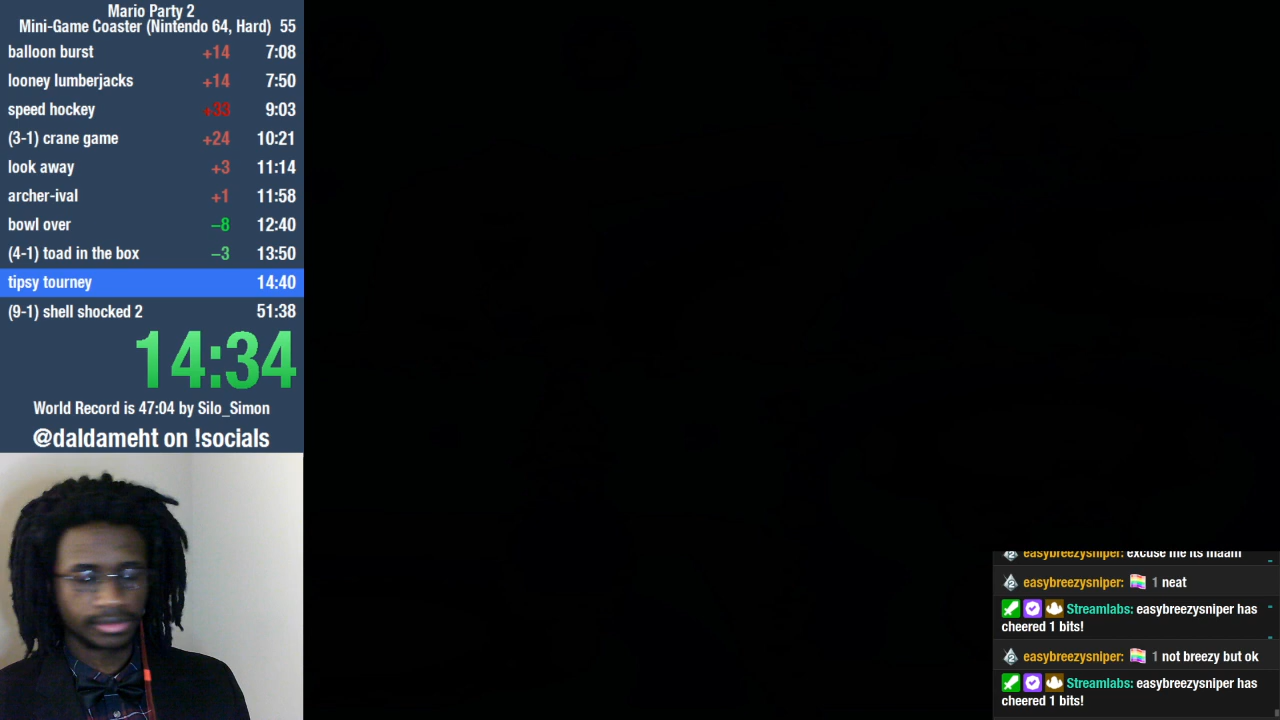 Mario Party 2
Mini-Game Coaster (Nintendo 64, Hard) 55
balloon burst +14 7:08
looney lumberjacks +14 7:50
speed hockey +33 9:03
(3-1) crane game +24 10:21
look away +3 11:14
archer-ival +1 11:58
bowl over −8 12:40
(4-1) toad in the box −3 13:50
tipsy tourney 14:40
(9-1) shell shocked 2 51:38
14:34
World Record is 47:04 by Silo_Simon
@daldameht on !socials
easybreezysniper: excuse me its maam
easybreezysniper: 1 neat
Streamlabs: easybreezysniper has
cheered 1 bits!
easybreezysniper: 1 not breezy but ok
Streamlabs: easybreezysniper has
cheered 1 bits!